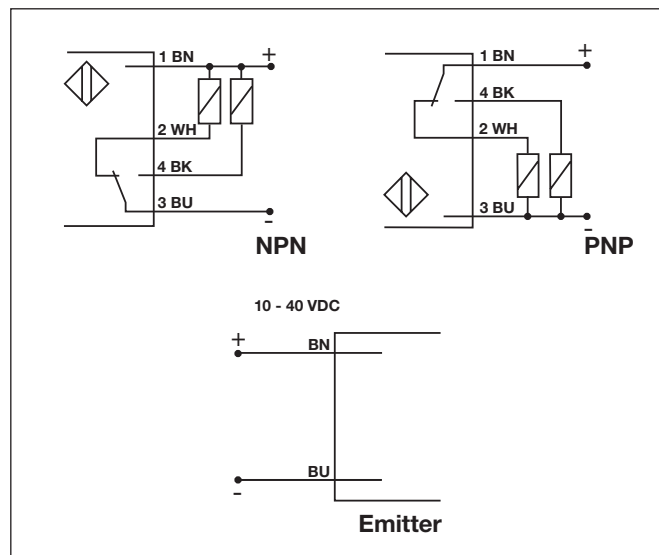 1 BN
+
2 WH
4 BK
3 BU
-
NPN
1 BN
+
4 BK
2 WH
3 BU
-
PNP
10 - 40 VDC
+
BN
BU
-
Emitter